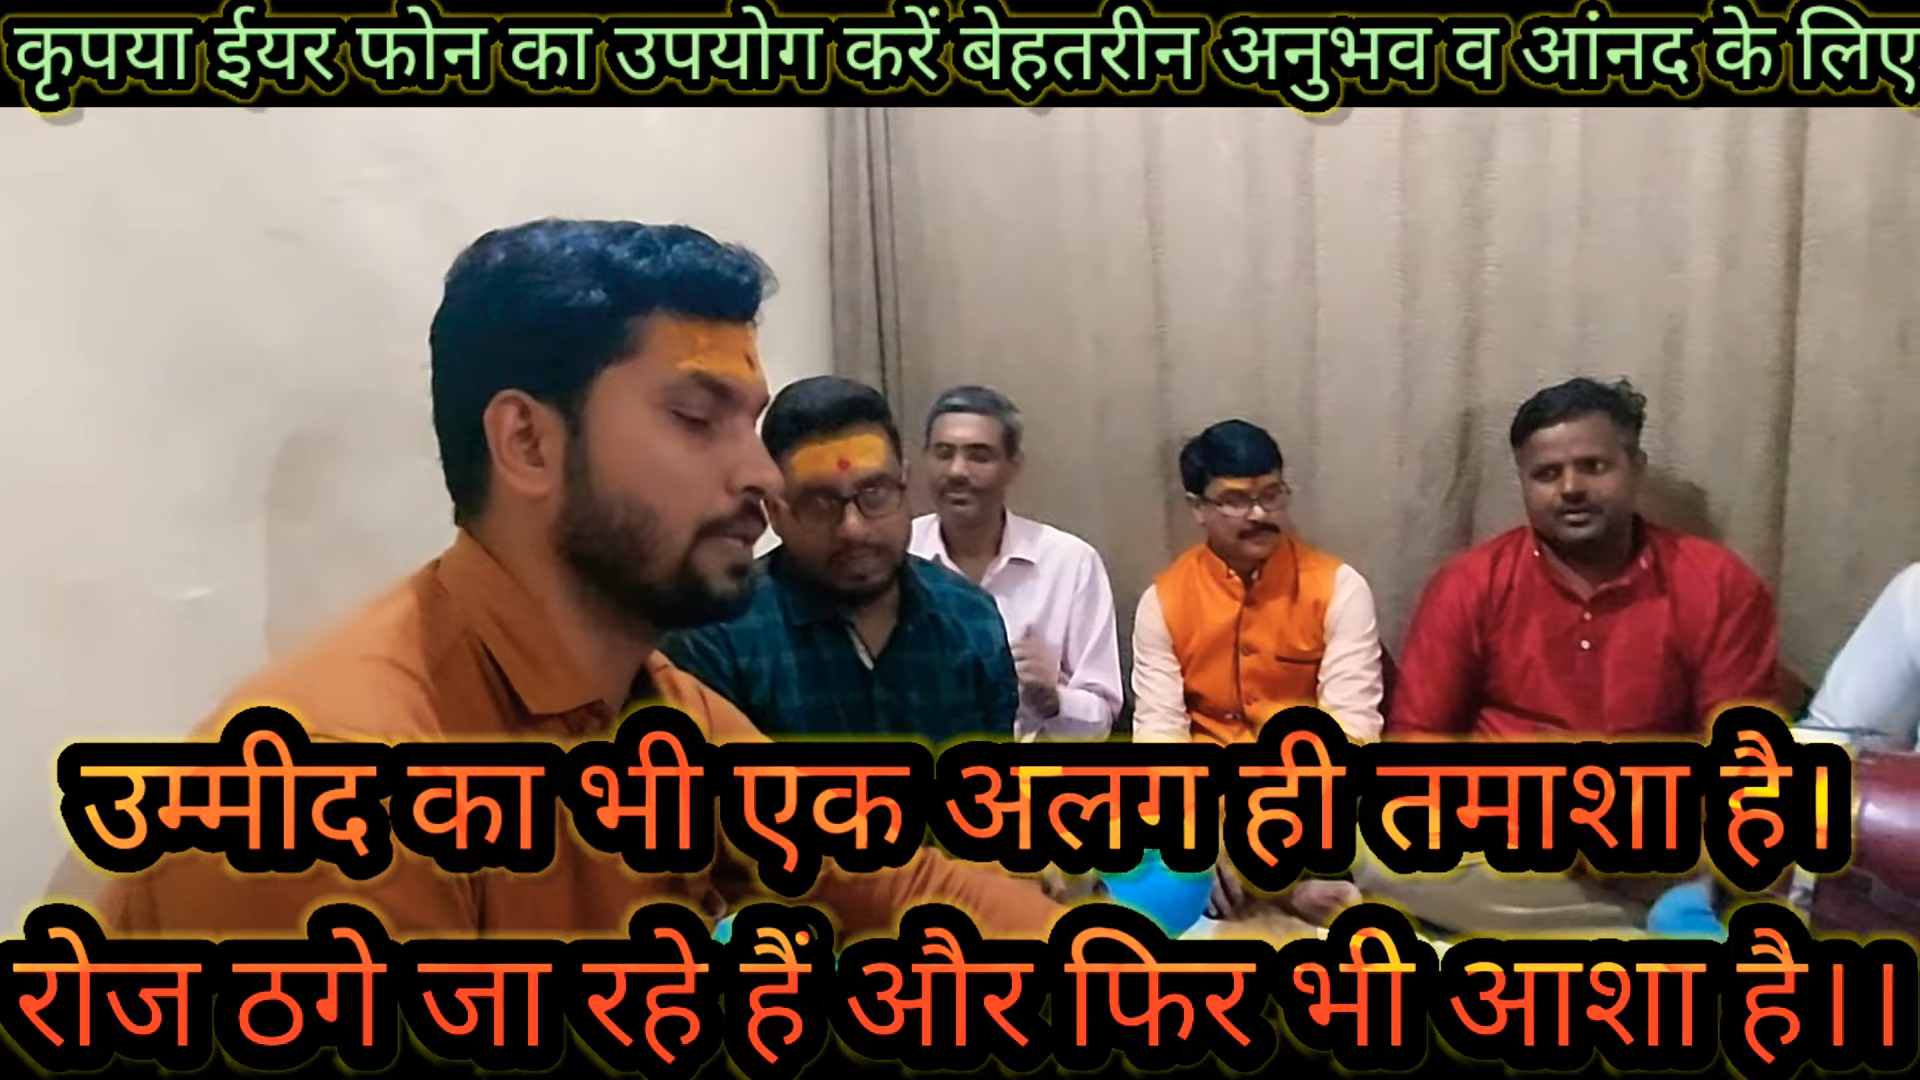 कृपया ईयर फोन का उपयोग करें बेहतरीन अनुभव व आंनद के लिए
उम्मीद का भी एक अलग ही तमाशा है।
रोज ठगे जा रहे हैं और फिर भी आशा है।।